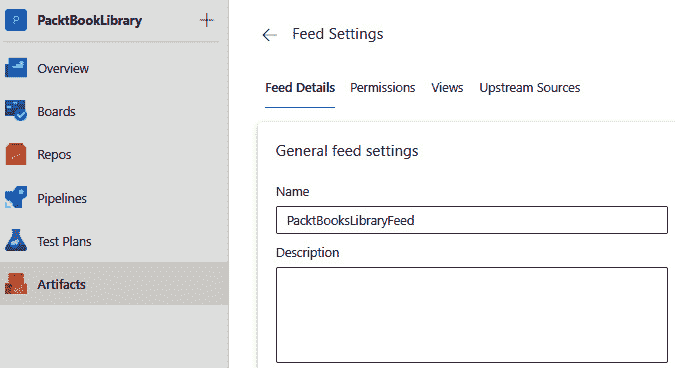 PacktBookLibrary
Overview
Boards
Repos
Pipelines
Test Plans
Artifacts
Feed Settings
Feed Details Permissions Views Upstream Sources
General feed settings
Name
PacktBooksLibraryFeed
Description